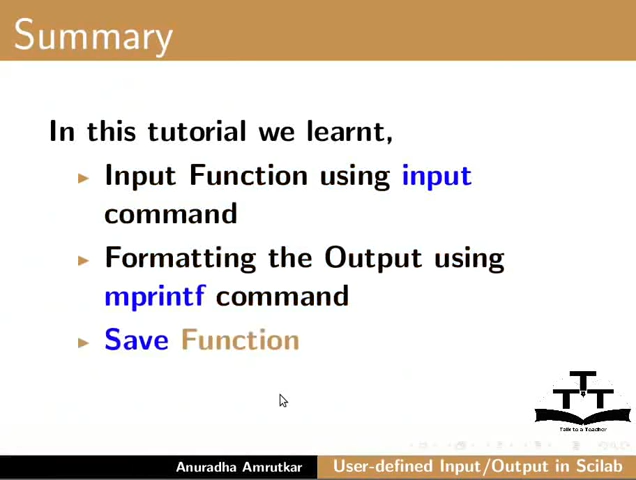 Summary
In this tutorial we learnt,
Input Function using input
command
Formatting the Output using
mprintf command
Save Function
Talk to a Teacher
Anuradha Amrutkar User-defined Input/Output in Scilab